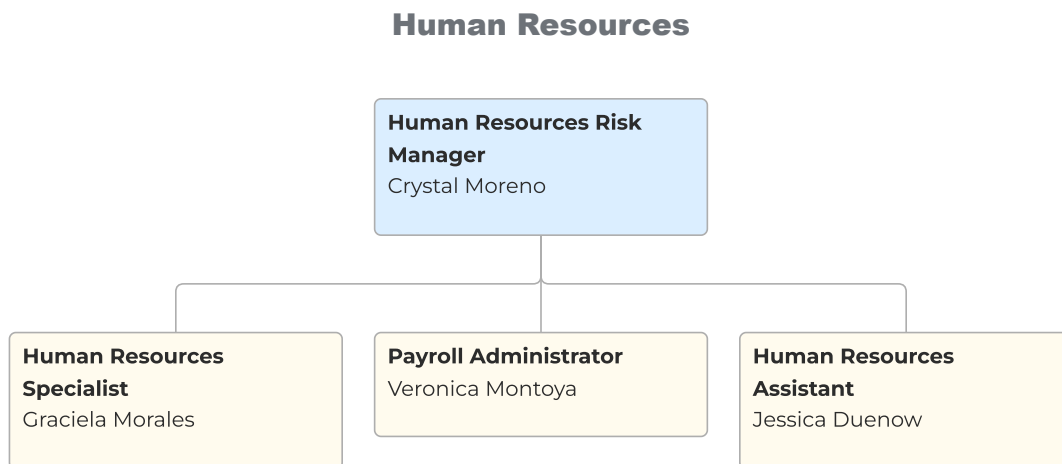 Human Resources
Human Resources Risk
Manager
Crystal Moreno
Human Resources
Specialist
Graciela Morales
Payroll Administrator
Veronica Montoya
Human Resources
Assistant
Jessica Duenow